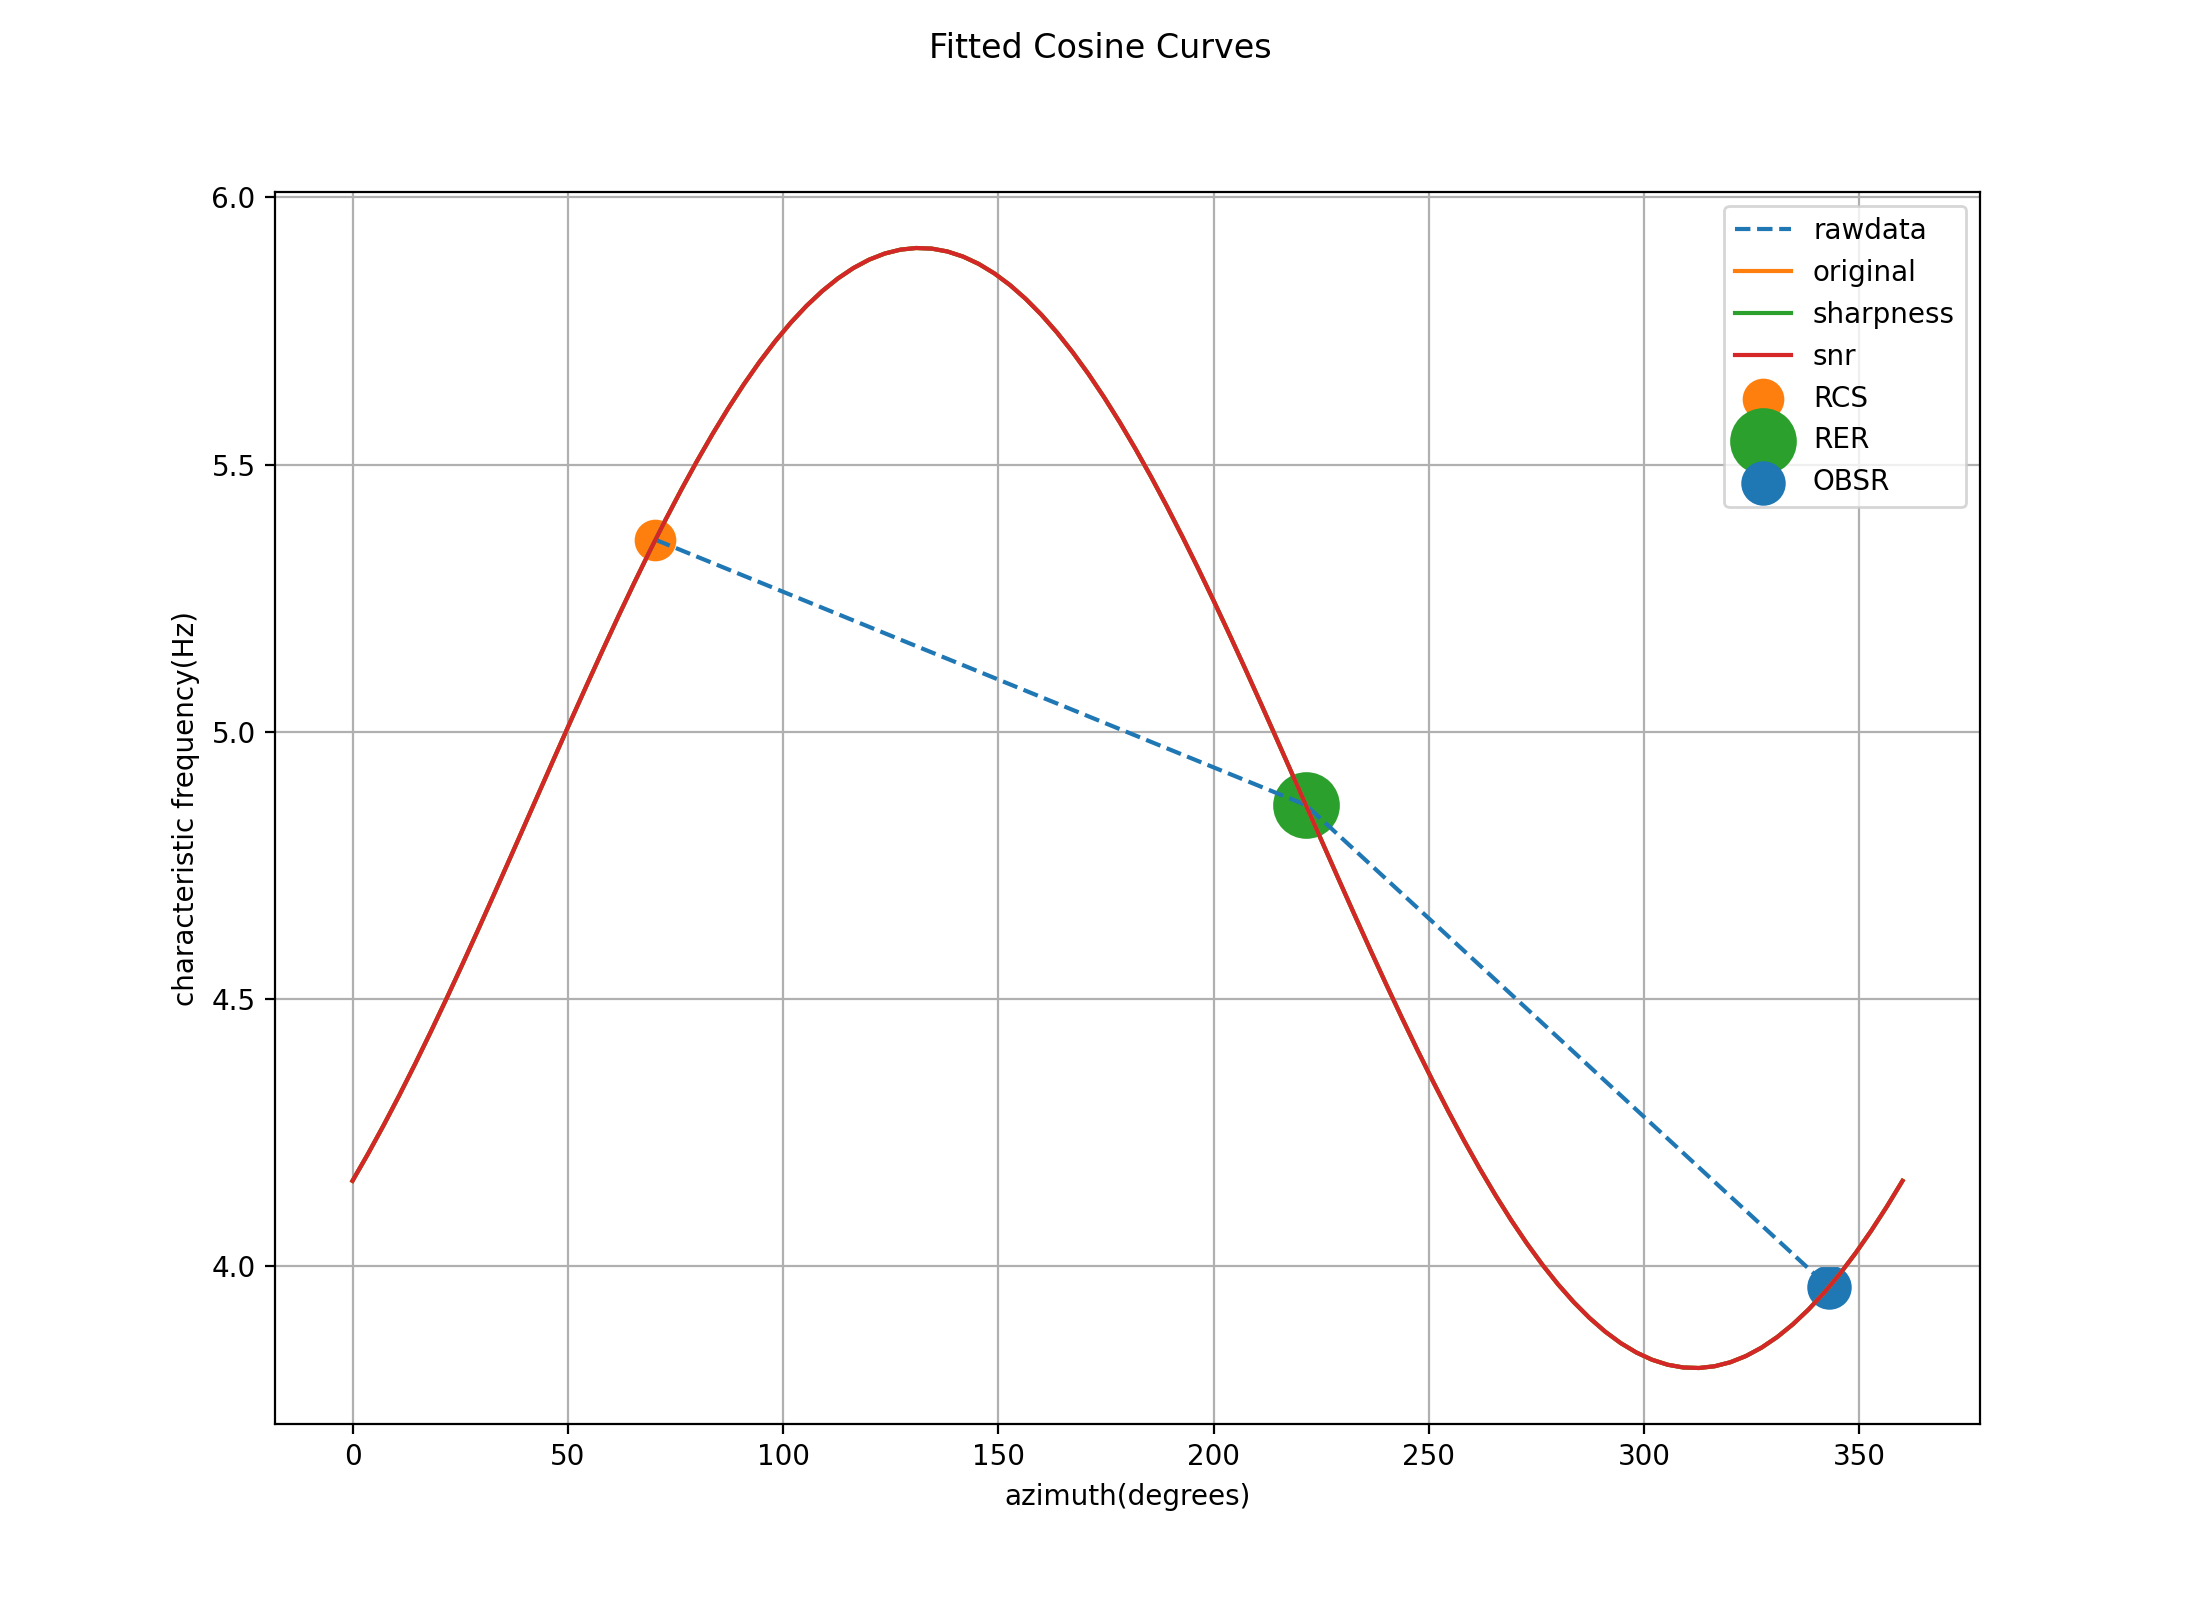 Fitted Cosine Curves
6.0
5.5
5.0
4.5
4.0
characteristic frequency(Hz)
rawdata
original
sharpness
snr
RCS
RER
OBSR
0 50 100 150 200 250 300 350
azimuth(degrees)